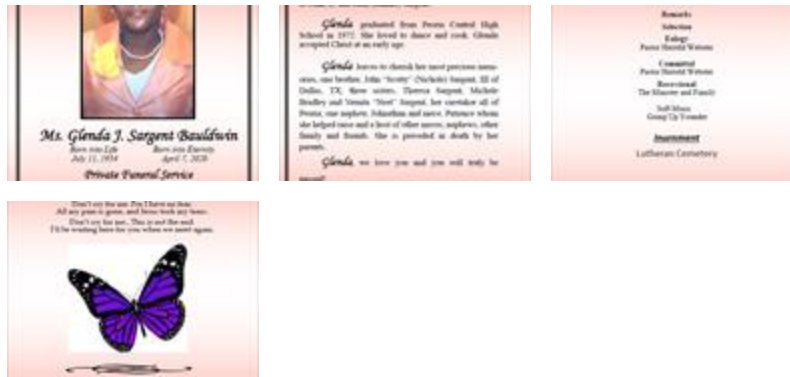 Ms. Glenda J. Sargent Bauldwin
Born into Life Born into Eternity
July 11, 1954 April 7, 2020
Private Funeral Service
Glenda graduated from Peoria Central High
School in 1972. She loved to dance and cook. Glenda
accepted Christ at an early age.
Glenda leaves to cherish her most precious mem-
ories, one brother, John "Scotty" (Nichole) Sargent, III of
Dallas, TX, three sisters, Theresa Sargent, Michele
Bradley and Sargent, her caretaker all of
Peoria, one nephew, Johnathan and niece, Patience whom
she helped raise and a host of other nieces, nephews, other
family and friends. She is preceded in death by her
parents.
Glenda, we love you and you will truly be
missed!
Remarks
Selection
Eulogy
Pastor Harold
Committal
Pastor Harold
Recessional
The Minister and Family
Soft Music
Going Up Yonder
Interment
Lutheran Cemetery
Don't cry for me. For I have no fear.
All my pain is gone, and Jesus took my tears.
Don't cry for me. This is not the end.
I'll be waiting here for you when we meet again.